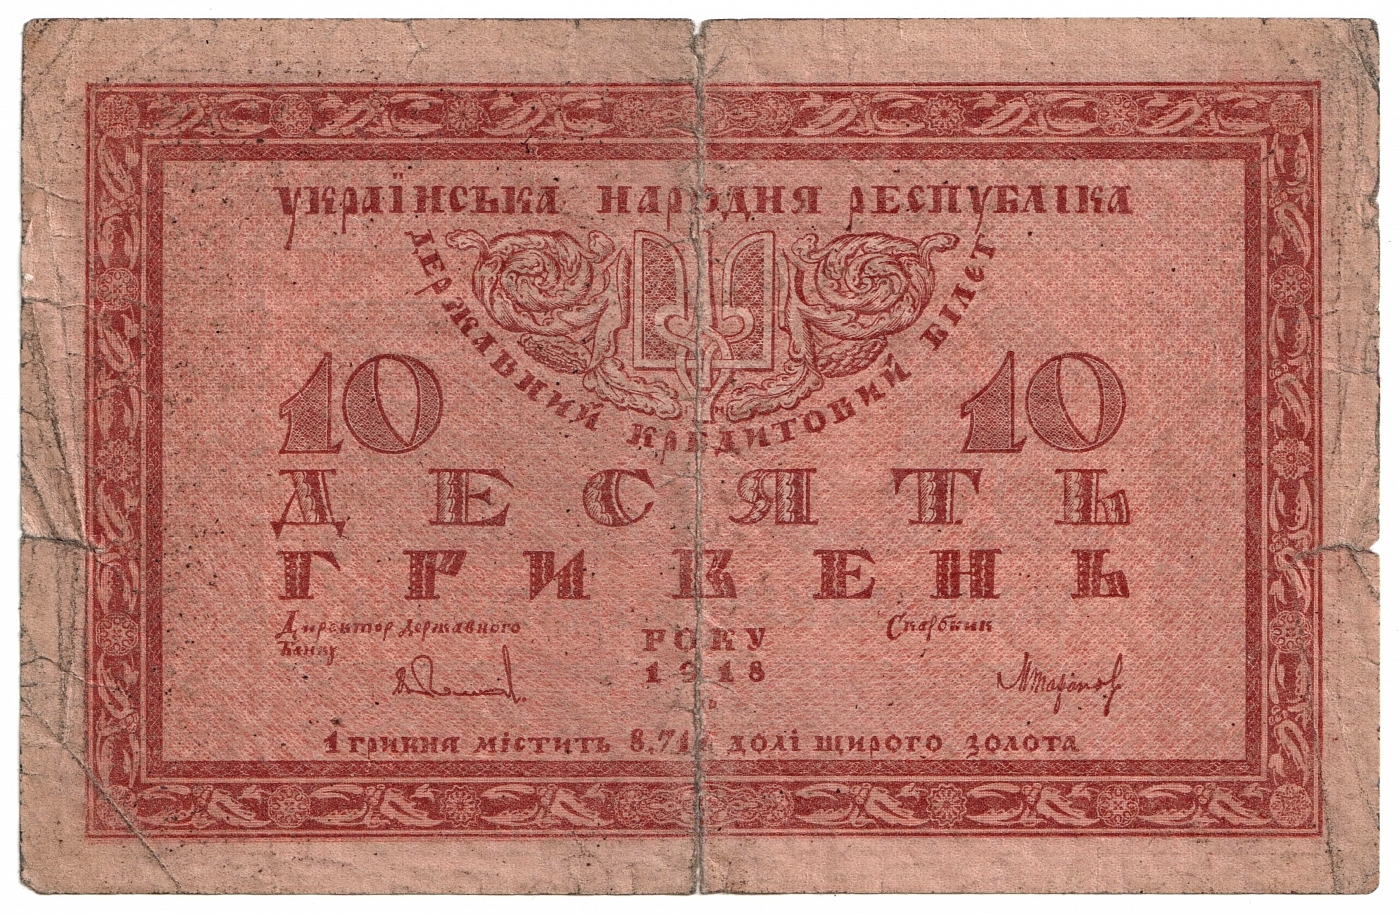 УКРАЇНСЬКА НАРОДНЯ РЕСПУБЛІКА
ДЕРЖАВНИЙ КРЕДИТОВИЙ БІЛЕТ
10 10
ДЕСЯТЬ
ГРИВЕНЬ
Директор державного Скарбник
банку
РОКУ
1918
1 гривня містить 8,712 долі щирого золота